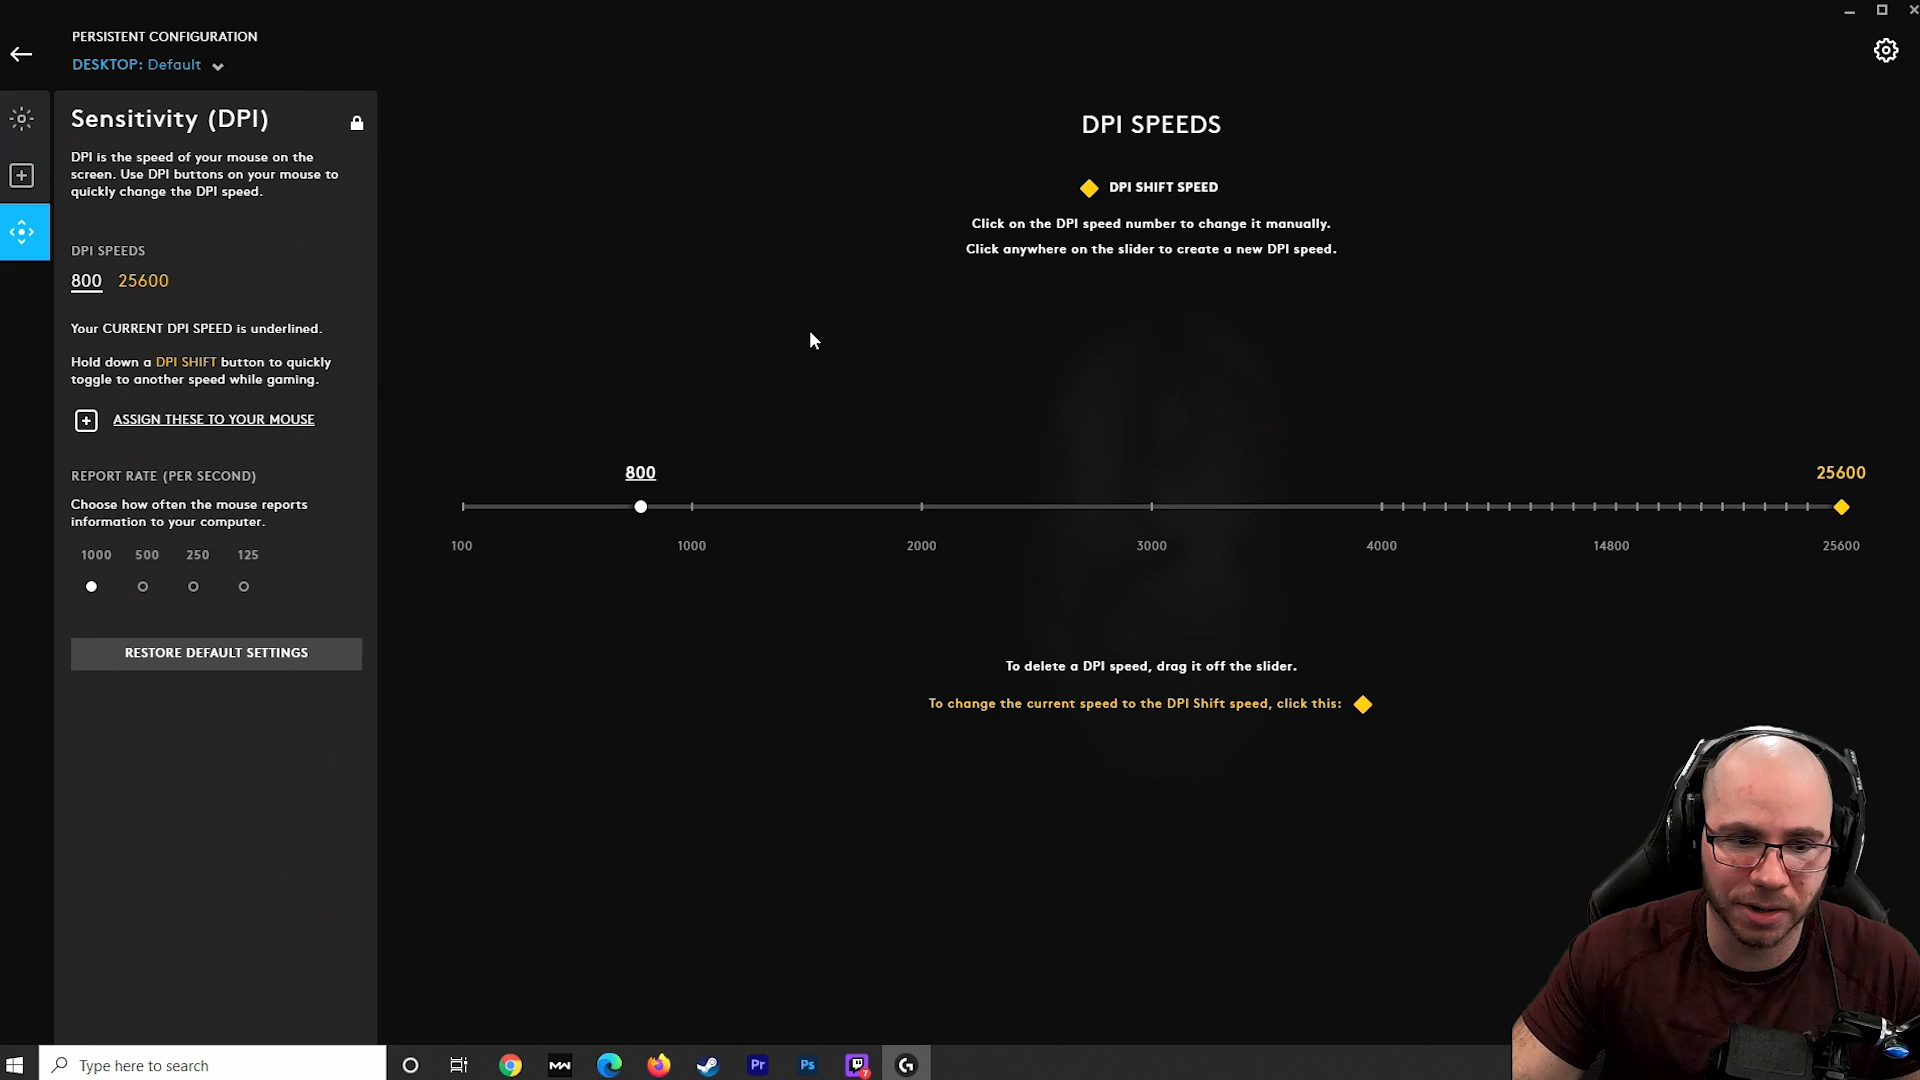 PERSISTENT CONFIGURATION
DESKTOP: Default
Sensitivity (DPI)
DPI is the speed of your mouse on the
screen. Use DPI buttons on your mouse to
quickly change the DPI speed.
DPI SPEEDS
800 25600
Your CURRENT DPI SPEED is underlined.
Hold down a DPI SHIFT button to quickly
toggle to another speed while gaming.
ASSIGN THESE TO YOUR MOUSE
REPORT RATE (PER SECOND)
Choose how often the mouse reports
information to your computer.
1000 500 250 125
RESTORE DEFAULT SETTINGS
DPI SPEEDS
DPI SHIFT SPEED
Click on the DPI speed number to change it manually.
Click anywhere on the slider to create a new DPI speed.
800 25600
100 1000 2000 3000 4000 14800 25600
To delete a DPI speed, drag it off the slider.
To change the current speed to the DPI Shift speed, click this:
Type here to search
MW Pr Ps 7 G